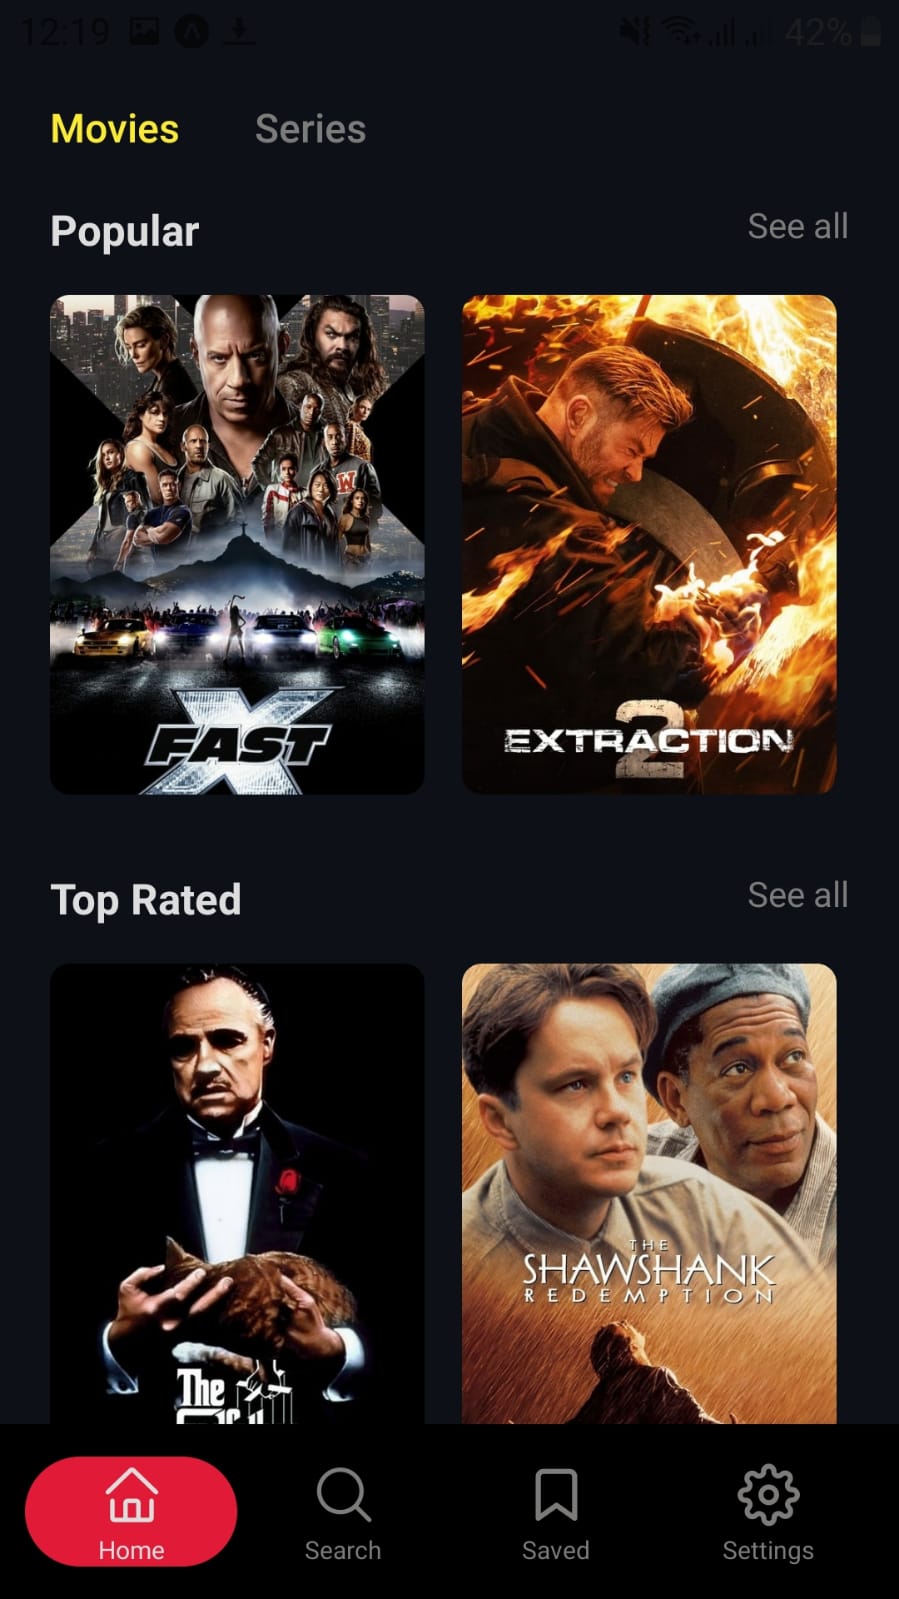 12:19 42%
Movies Series
Popular See all
FAST X
W
2
EXTRACTION
Top Rated See all
THE
SHAWSHANK
REDEMPTION
The
Home Search Saved Settings